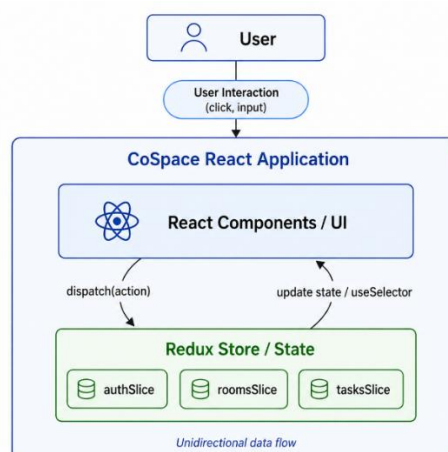 User
User Interaction
(click, input)
CoSpace React Application
React Components / UI
dispatch(action)
update state / useSelector
Redux Store / State
authSlice
roomsSlice
tasksSlice
Unidirectional data flow